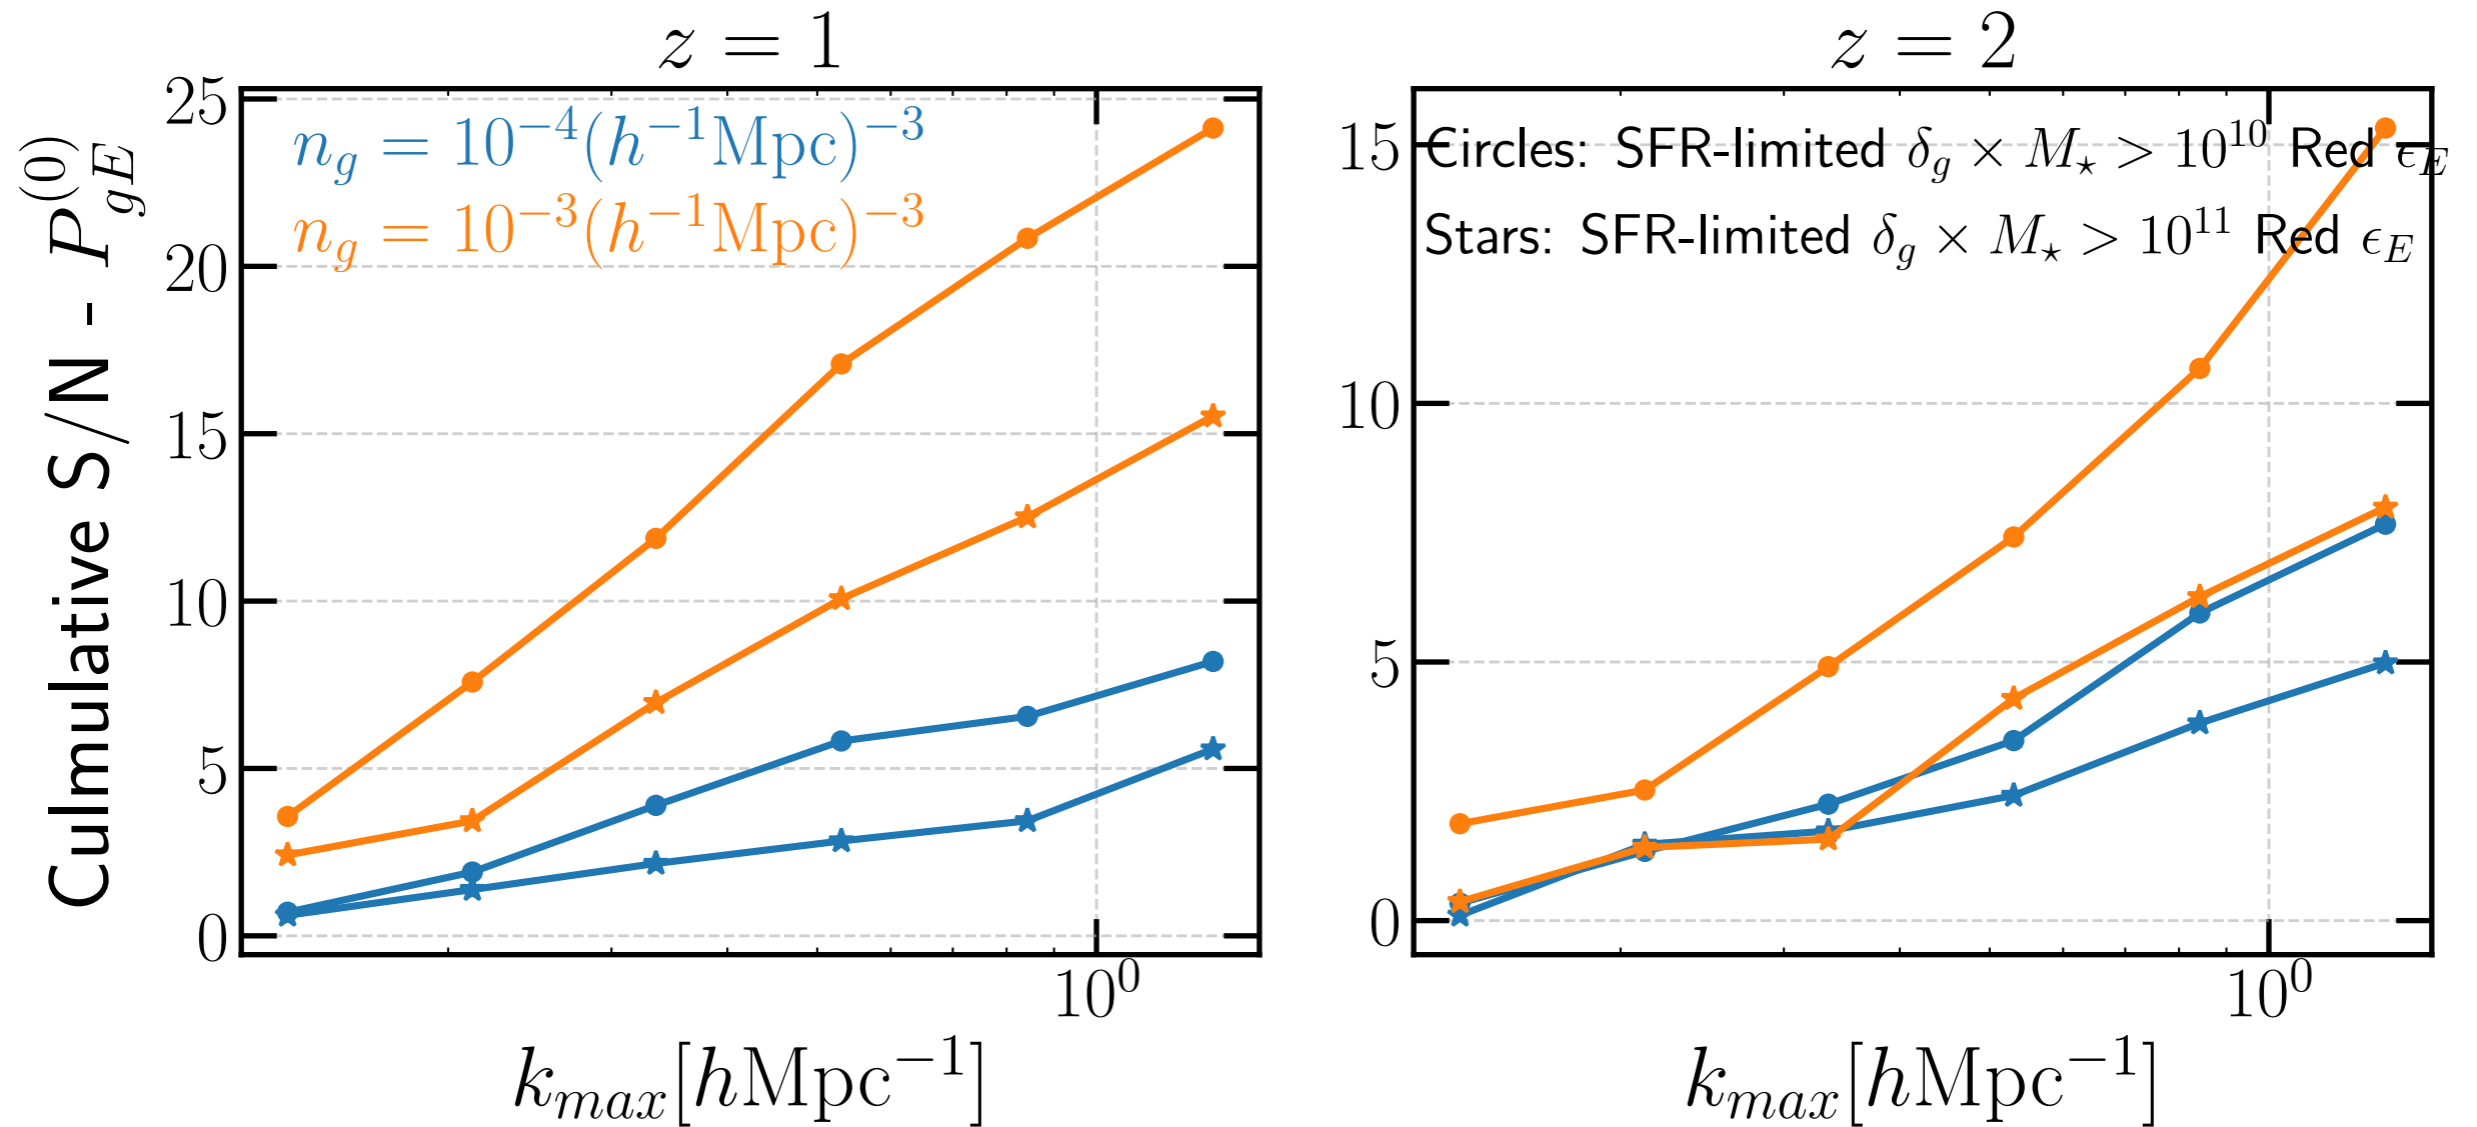 z = 1
25
20
15
10
5
0
Culmulative S/N - P_{gE}^{(0)}
n_g = 10^{-4}(h^{-1}Mpc)^{-3}
n_g = 10^{-3}(h^{-1}Mpc)^{-3}
10^0
k_{max}[hMpc^{-1}]
z = 2
15
10
5
0
Circles: SFR-limited δ_g × M_⋆ > 10^{10} Red ϵ_E
Stars: SFR-limited δ_g × M_⋆ > 10^{11} Red ϵ_E
10^0
k_{max}[hMpc^{-1}]